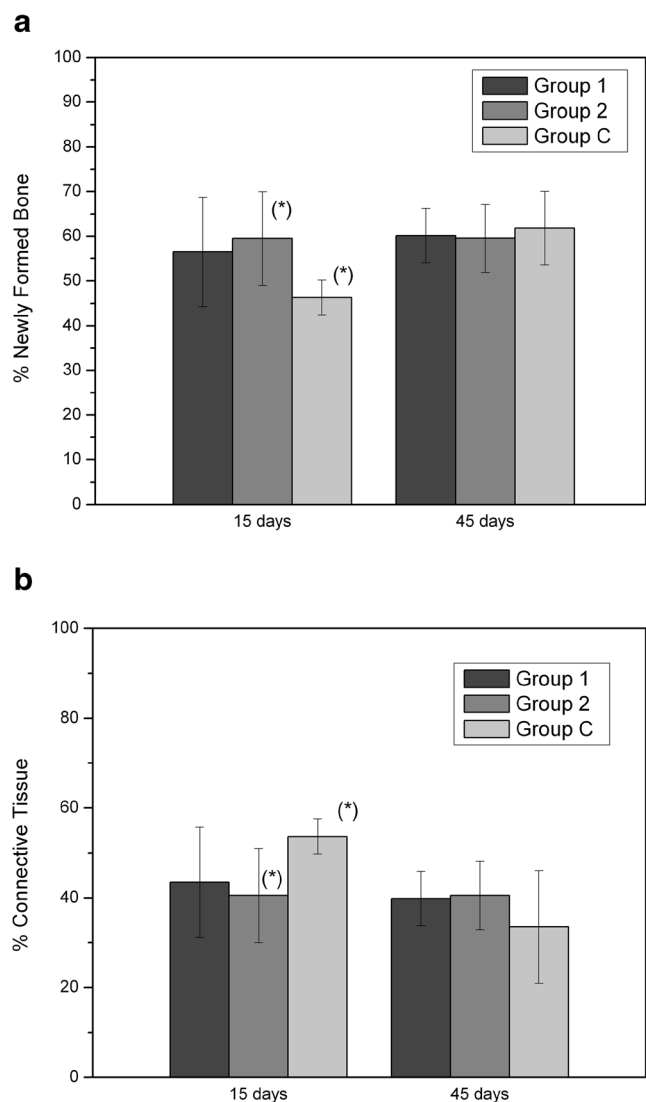 a
100
90
80
70
60
50
40
30
20
10
0
% Newly Formed Bone
Group 1
Group 2
Group C
(*)
(*)
15 days
45 days
b
100
80
60
40
20
0
% Connective Tissue
Group 1
Group 2
Group C
(*)
(*)
15 days
45 days